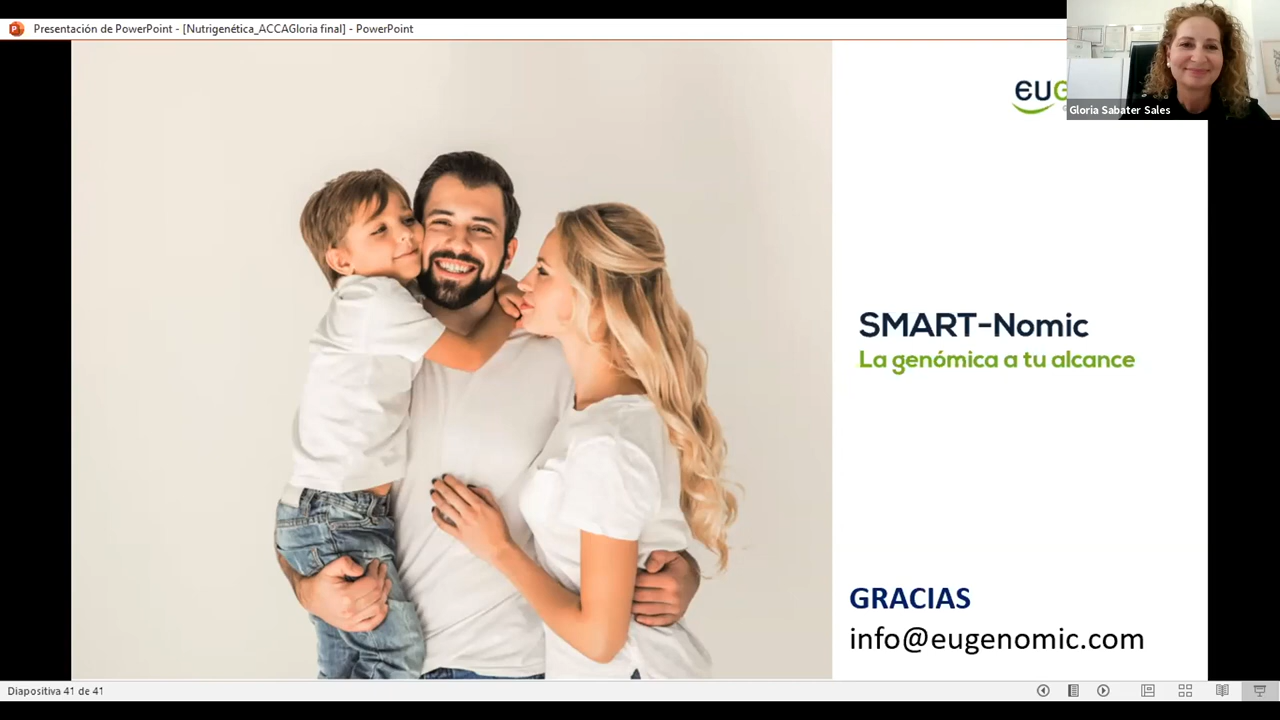 Presentación de PowerPoint - [Nutrigenética_ACCAGloria final] - PowerPoint
Gloria Sabater Sales
SMART-Nomic
La genómica a tu alcance
GRACIAS
info@eugenomic.com
Diapositiva 41 de 41